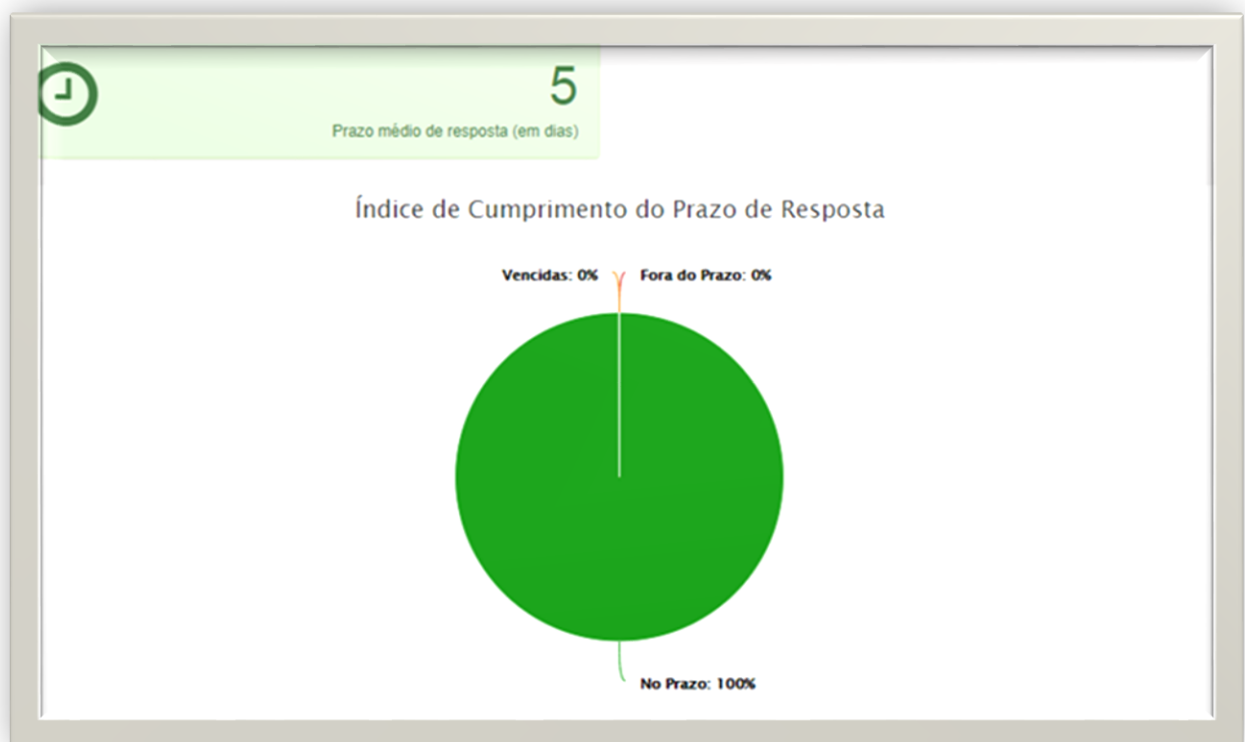 5
Prazo médio de resposta (em dias)
Índice de Cumprimento do Prazo de Resposta
Vencidas: 0%
Fora do Prazo: 0%
No Prazo: 100%